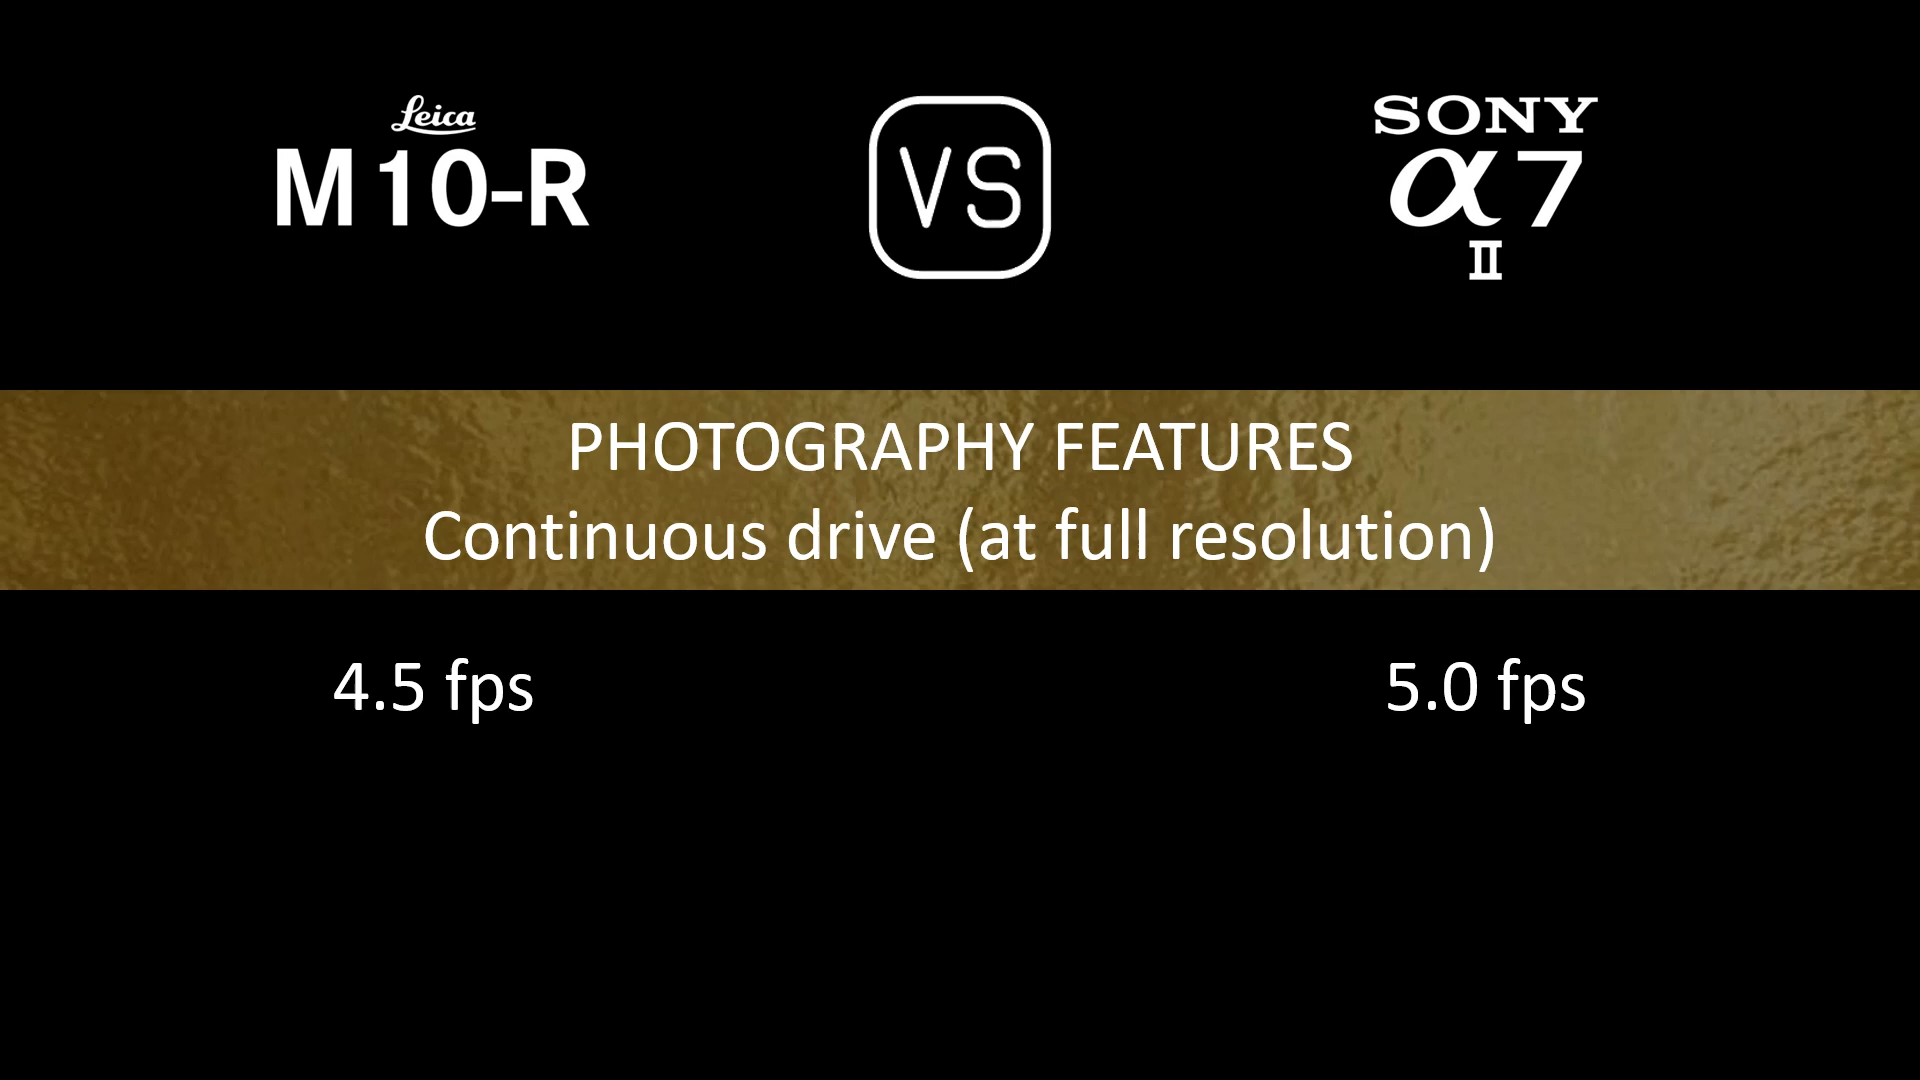 Leica
M10-R
VS
SONY
α7
II
PHOTOGRAPHY FEATURES
Continuous drive (at full resolution)
4.5 fps
5.0 fps